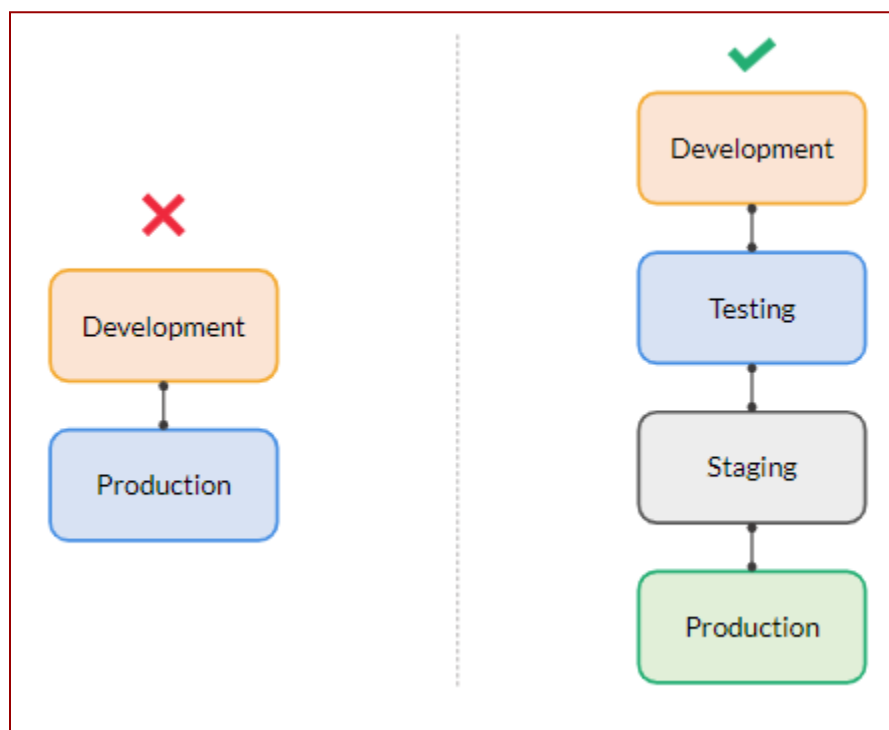 Development
Production
Development
Testing
Staging
Production